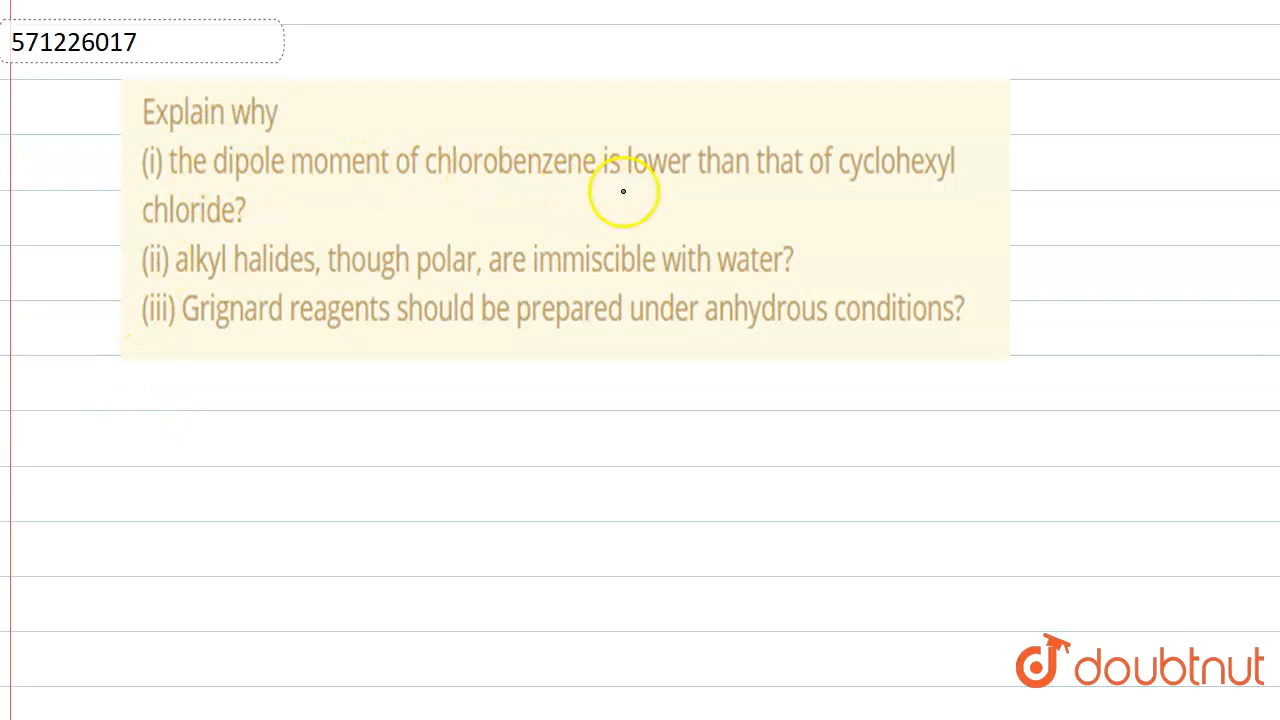 571226017
Explain why
(i) the dipole moment of chlorobenzene is lower than that of cyclohexyl
chloride?
(ii) alkyl halides, though polar, are immiscible with water?
(iii) Grignard reagents should be prepared under anhydrous conditions?
doubtnut